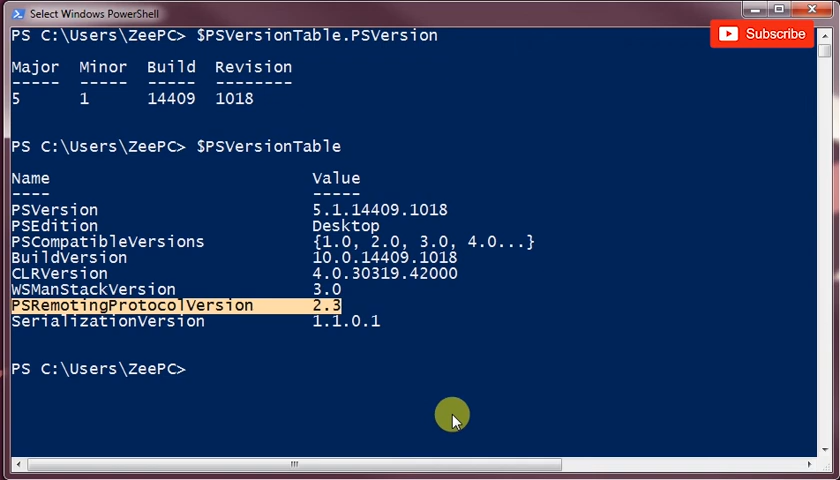 Select Windows PowerShell
PS C:\Users\ZeePC> $PSVersionTable.PSVersion
Subscribe
Major  Minor  Build  Revision
-----  -----  -----  --------
5      1      14409  1018
PS C:\Users\ZeePC> $PSVersionTable
Name                           Value
----                           -----
PSVersion                      5.1.14409.1018
PSEdition                      Desktop
PSCompatibleVersions           {1.0, 2.0, 3.0, 4.0...}
BuildVersion                   10.0.14409.1018
CLRVersion                     4.0.30319.42000
WSManStackVersion              3.0
PSRemotingProtocolVersion      2.3
SerializationVersion           1.1.0.1
PS C:\Users\ZeePC>